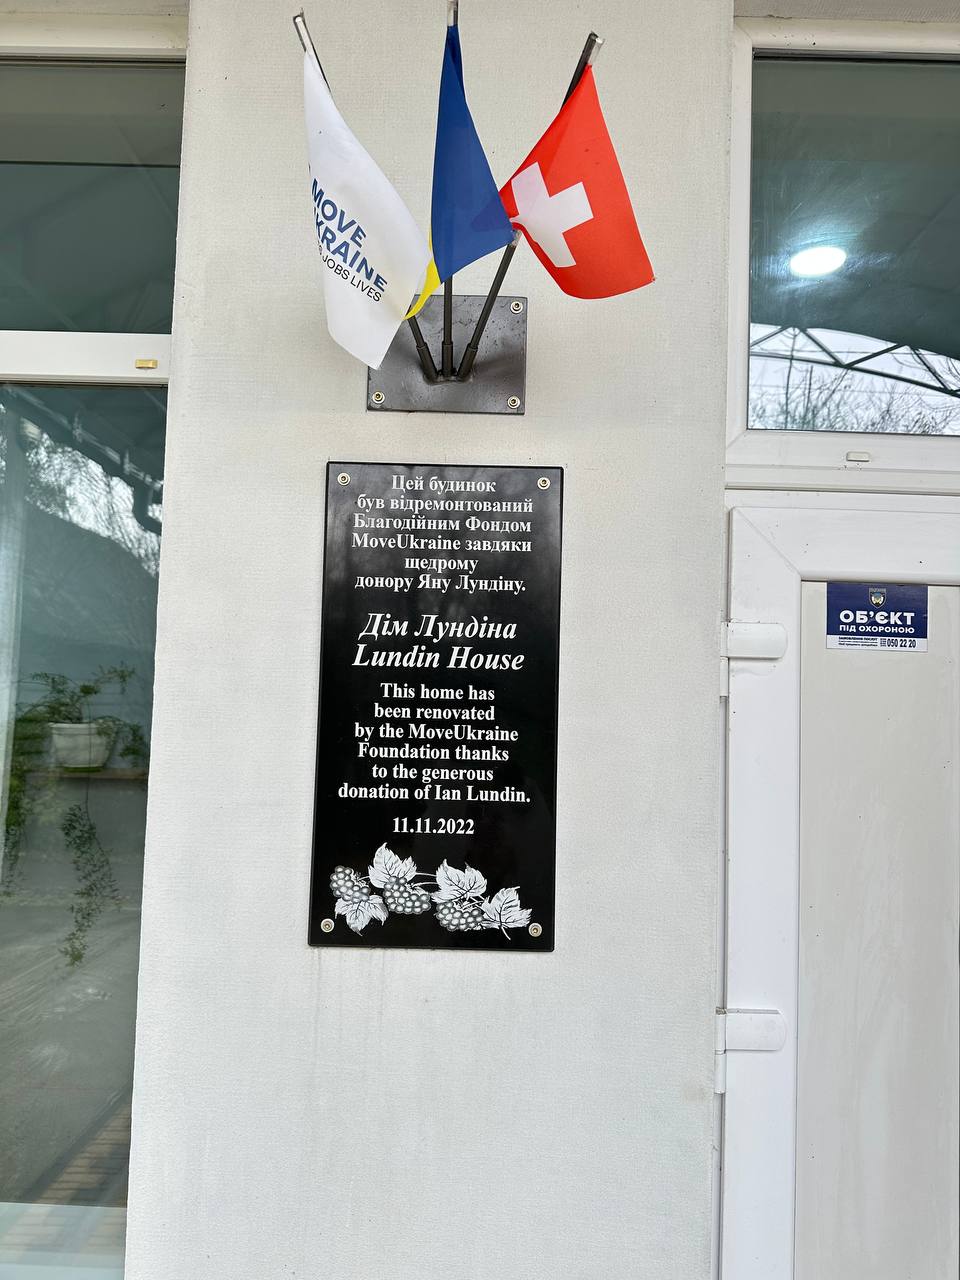 MOVE
KRAINE
JOBS LIVES
Цей будинок
був відремонтований
Благодійним Фондом
MoveUkraine завдяки
щедрому
донору Яну Лундіну.
Дім Лундіна
Lundin House
This home has
been renovated
by the MoveUkraine
Foundation thanks
to the generous
donation of Ian Lundin.
11.11.2022
ОБ’ЄКТ
ПІД ОХОРОНОЮ
050 22 20